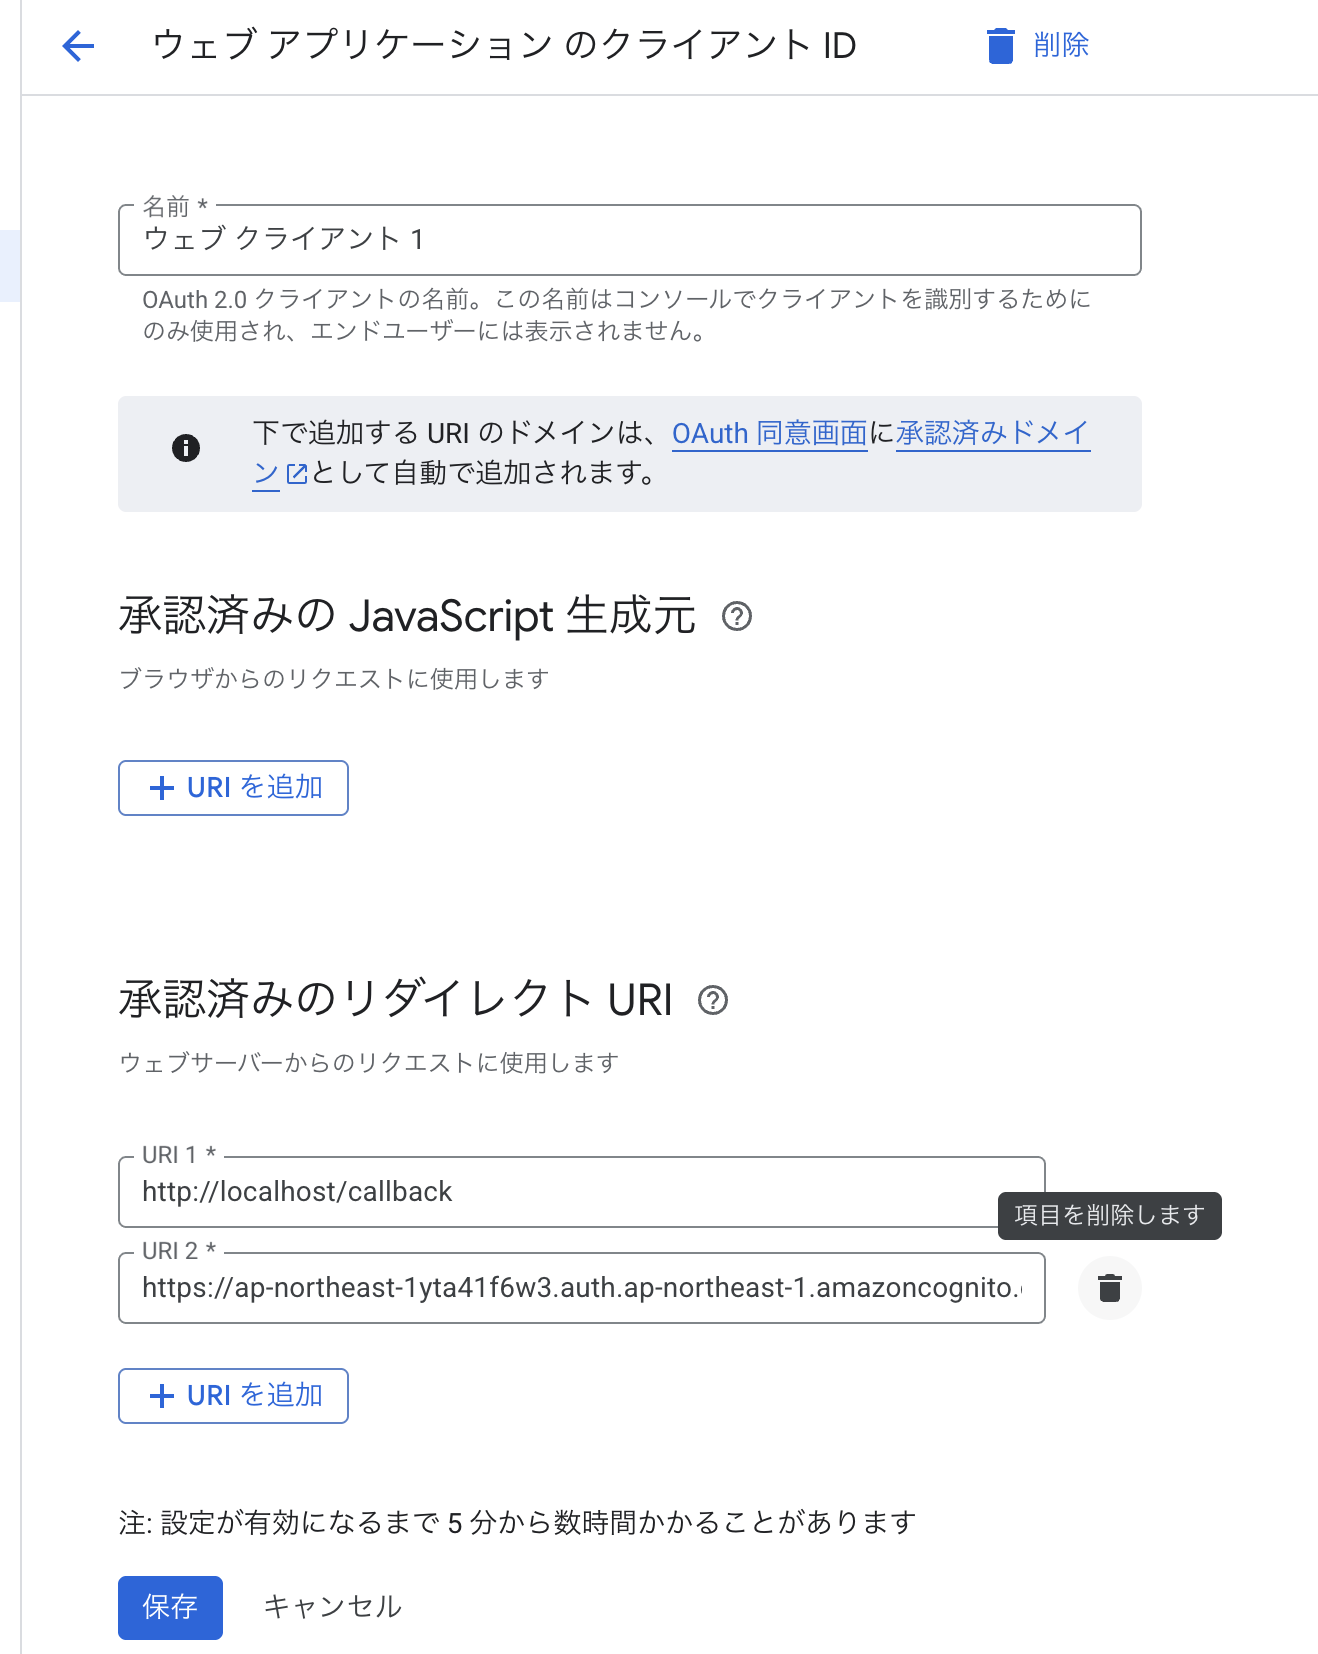 ウェブ アプリケーション のクライアント ID
削除
名前 *
ウェブ クライアント 1
OAuth 2.0 クライアントの名前。この名前はコンソールでクライアントを識別するために
のみ使用され、エンドユーザーには表示されません。
下で追加する URI のドメインは、OAuth 同意画面に承認済みドメイ
ンとして自動で追加されます。
承認済みの JavaScript 生成元
ブラウザからのリクエストに使用します
URI を追加
承認済みのリダイレクト URI
ウェブサーバーからのリクエストに使用します
URI 1 *
http://localhost/callback
項目を削除します
URI 2 *
https://ap-northeast-1yta41f6w3.auth.ap-northeast-1.amazoncognito.
URI を追加
注: 設定が有効になるまで 5 分から数時間かかることがあります
保存
キャンセル